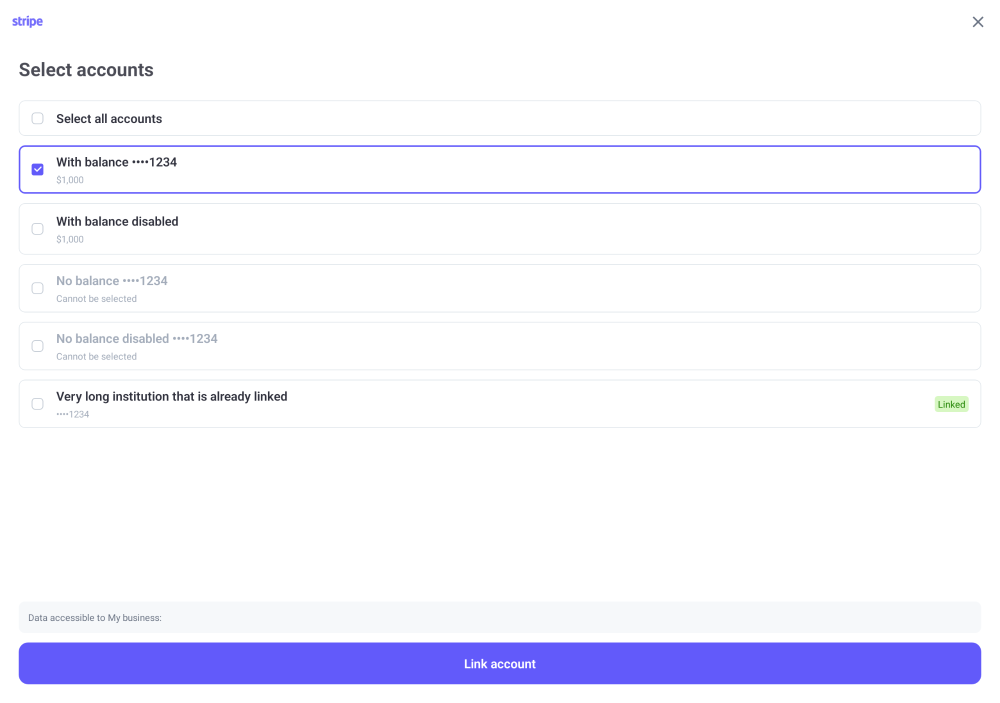 stripe
Select accounts
Select all accounts
With balance ••••1234
$1,000
With balance disabled
$1,000
No balance ••••1234
Cannot be selected
No balance disabled ••••1234
Cannot be selected
Very long institution that is already linked
••••1234
Linked
Data accessible to My business:
Link account